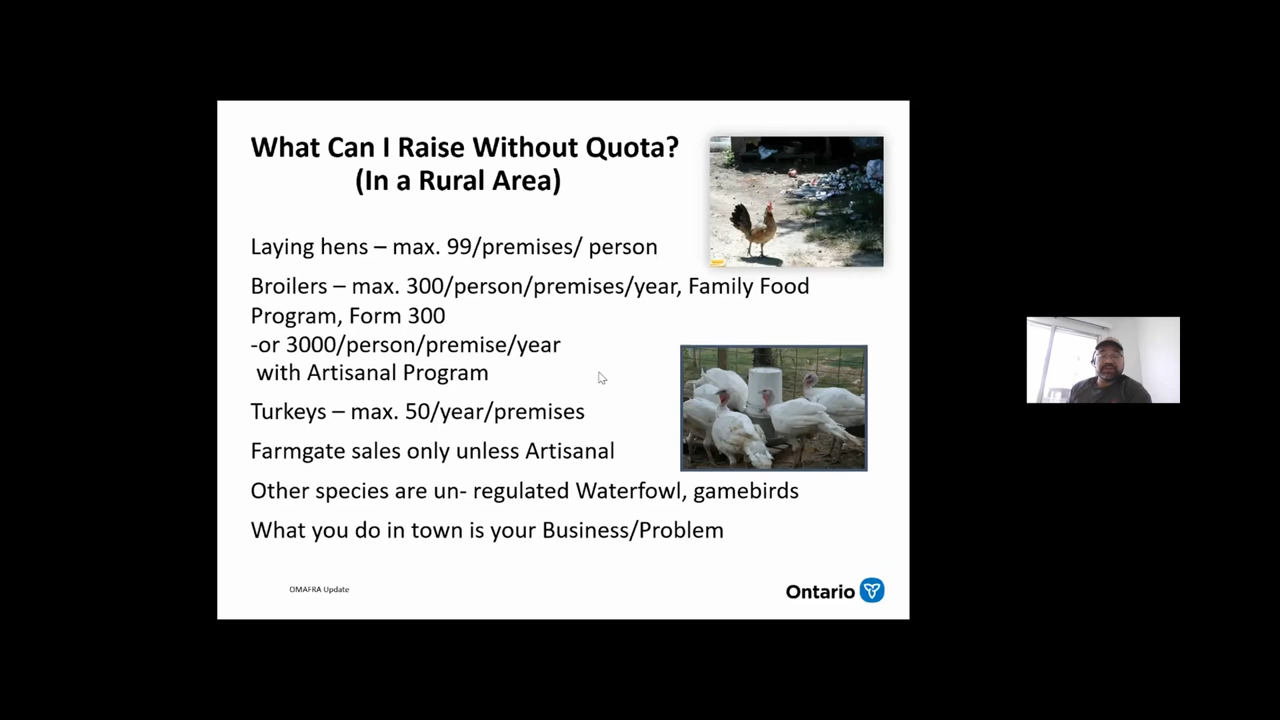 What Can I Raise Without Quota?
(In a Rural Area)
Laying hens – max. 99/premises/ person
Broilers – max. 300/person/premises/year, Family Food
Program, Form 300
-or 3000/person/premise/year
with Artisanal Program
Turkeys – max. 50/year/premises
Farmgate sales only unless Artisanal
Other species are un- regulated Waterfowl, gamebirds
What you do in town is your Business/Problem
OMAFRA Update
Ontario